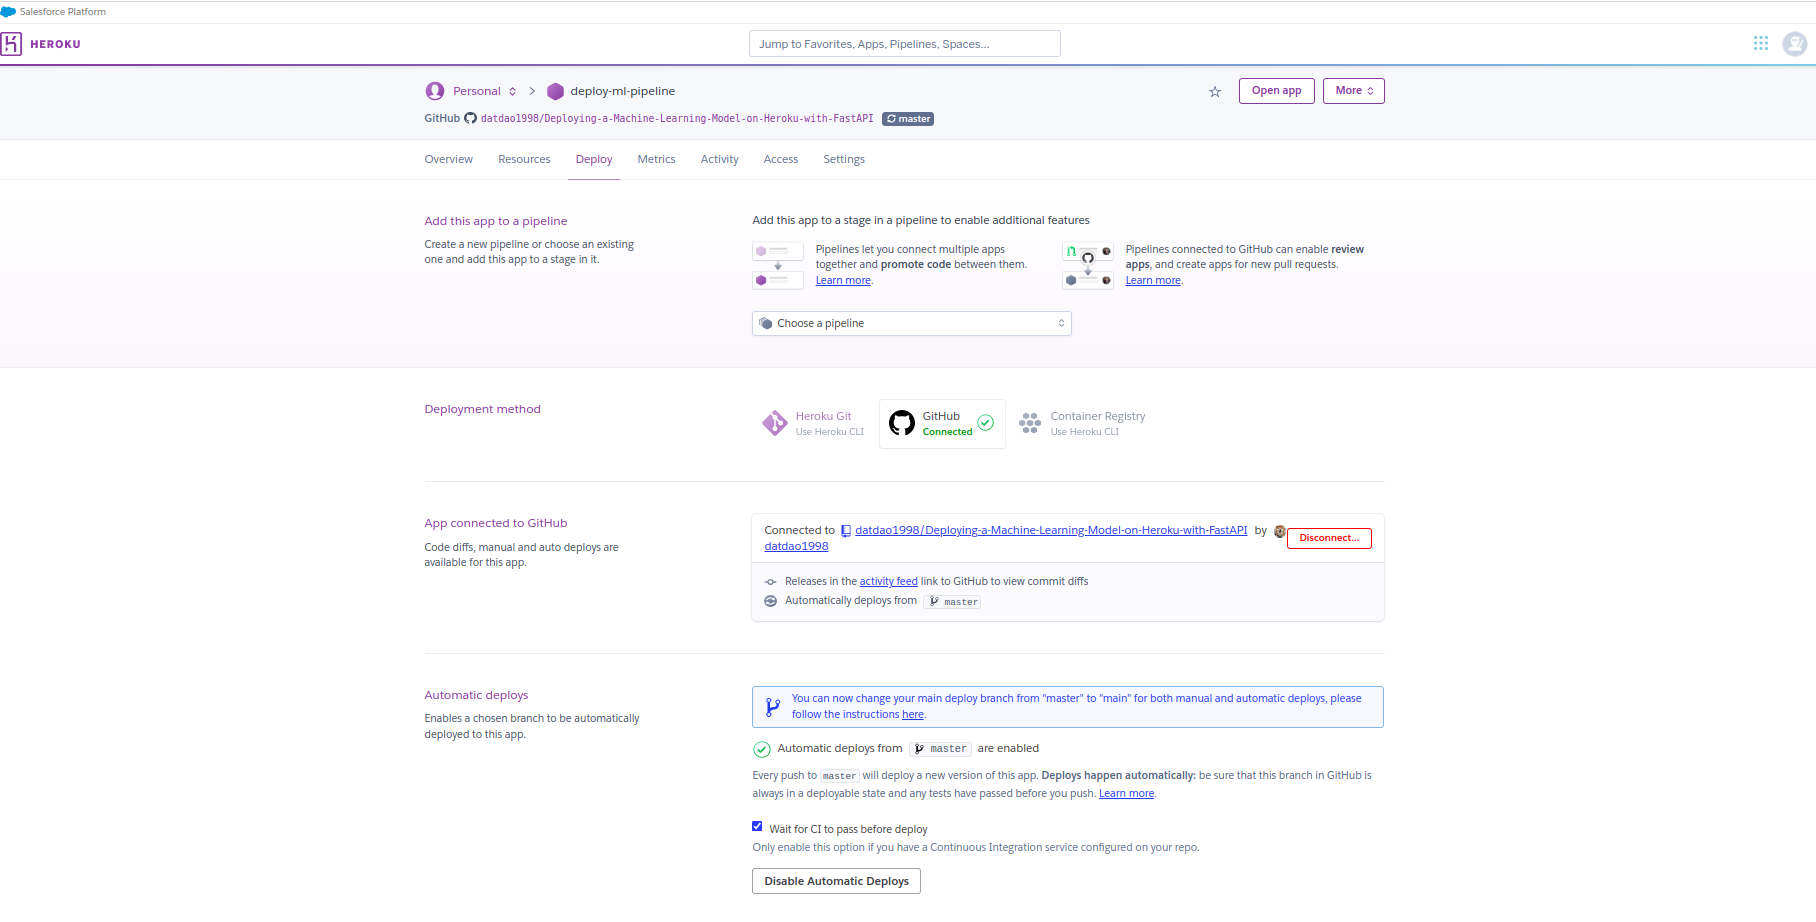 Salesforce Platform
HEROKU
Jump to Favorites, Apps, Pipelines, Spaces...
Personal
deploy-ml-pipeline
Open app
More
GitHub datdao1998/Deploying-a-Machine-Learning-Model-on-Heroku-with-FastAPI master
Overview
Resources
Deploy
Metrics
Activity
Access
Settings
Add this app to a pipeline
Create a new pipeline or choose an existing
one and add this app to a stage in it.
Add this app to a stage in a pipeline to enable additional features
Pipelines let you connect multiple apps
together and promote code between them.
Learn more.
Pipelines connected to GitHub can enable review
apps, and create apps for new pull requests.
Learn more.
Choose a pipeline
Deployment method
Heroku Git
Use Heroku CLI
GitHub
Connected
Container Registry
Use Heroku CLI
App connected to GitHub
Code diffs, manual and auto deploys are
available for this app.
Connected to datdao1998/Deploying-a-Machine-Learning-Model-on-Heroku-with-FastAPI by
datdao1998
Disconnect...
Releases in the activity feed link to GitHub to view commit diffs
Automatically deploys from master
Automatic deploys
Enables a chosen branch to be automatically
deployed to this app.
You can now change your main deploy branch from "master" to "main" for both manual and automatic deploys, please
follow the instructions here.
Automatic deploys from master are enabled
Every push to master will deploy a new version of this app. Deploys happen automatically: be sure that this branch in GitHub is
always in a deployable state and any tests have passed before you push. Learn more.
Wait for CI to pass before deploy
Only enable this option if you have a Continuous Integration service configured on your repo.
Disable Automatic Deploys